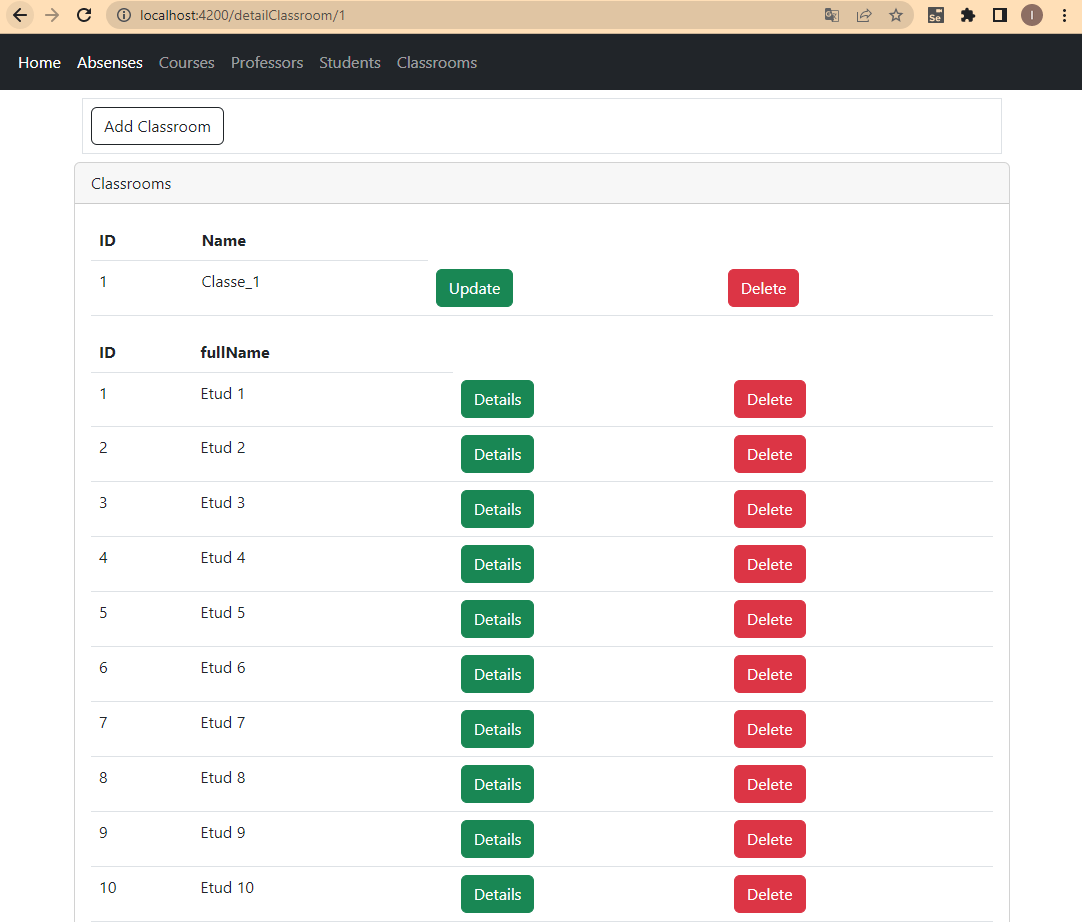 localhost:4200/detailClassroom/1 Se I
Home Absenses Courses Professors Students Classrooms
Add Classroom
Classrooms
ID Name
1 Classe_1 Update Delete
ID fullName
1 Etud 1 Details Delete
2 Etud 2 Details Delete
3 Etud 3 Details Delete
4 Etud 4 Details Delete
5 Etud 5 Details Delete
6 Etud 6 Details Delete
7 Etud 7 Details Delete
8 Etud 8 Details Delete
9 Etud 9 Details Delete
10 Etud 10 Details Delete